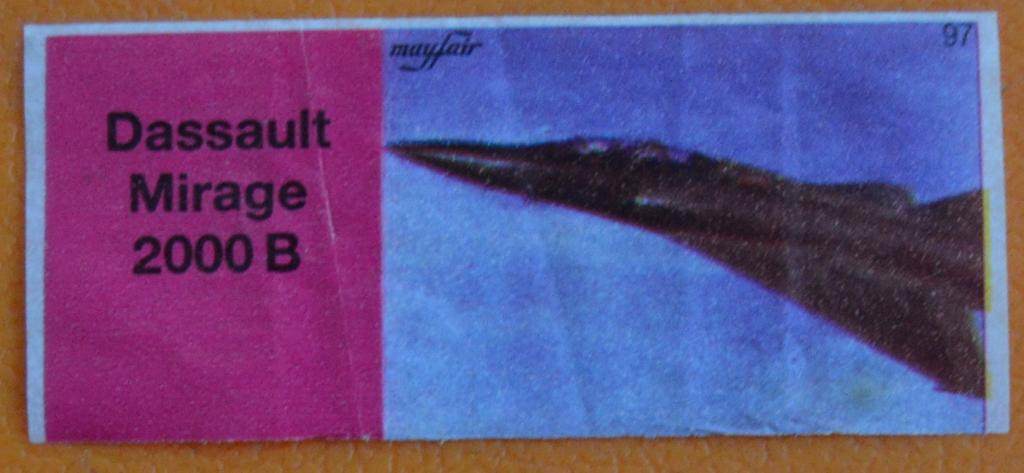 Dassault
Mirage
2000 B
mayfair
97